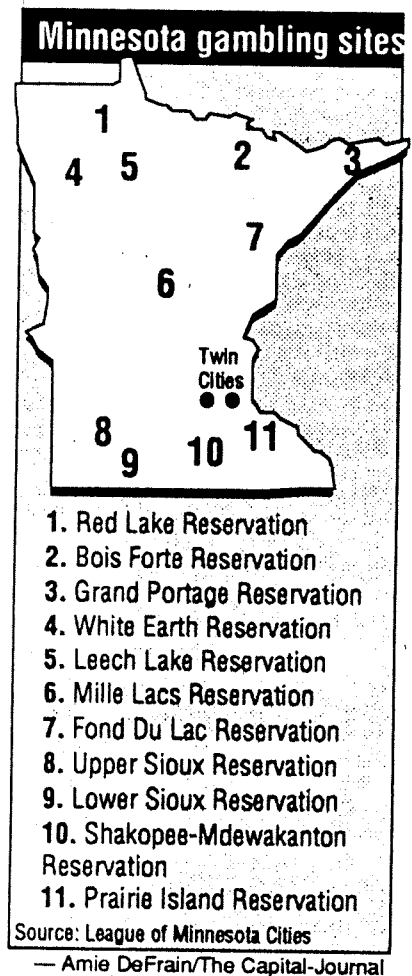 Minnesota gambling sites
1
2
3
4
5
7
6
Twin
Cities
8
9
10
11
1. Red Lake Reservation
2. Bois Forte Reservation
3. Grand Portage Reservation
4. White Earth Reservation
5. Leech Lake Reservation
6. Mille Lacs Reservation
7. Fond Du Lac Reservation
8. Upper Sioux Reservation
9. Lower Sioux Reservation
10. Shakopee-Mdewakanton
Reservation
11. Prairie Island Reservation
Source: League of Minnesota Cities
— Amie DeFrain/The Capital-Journal